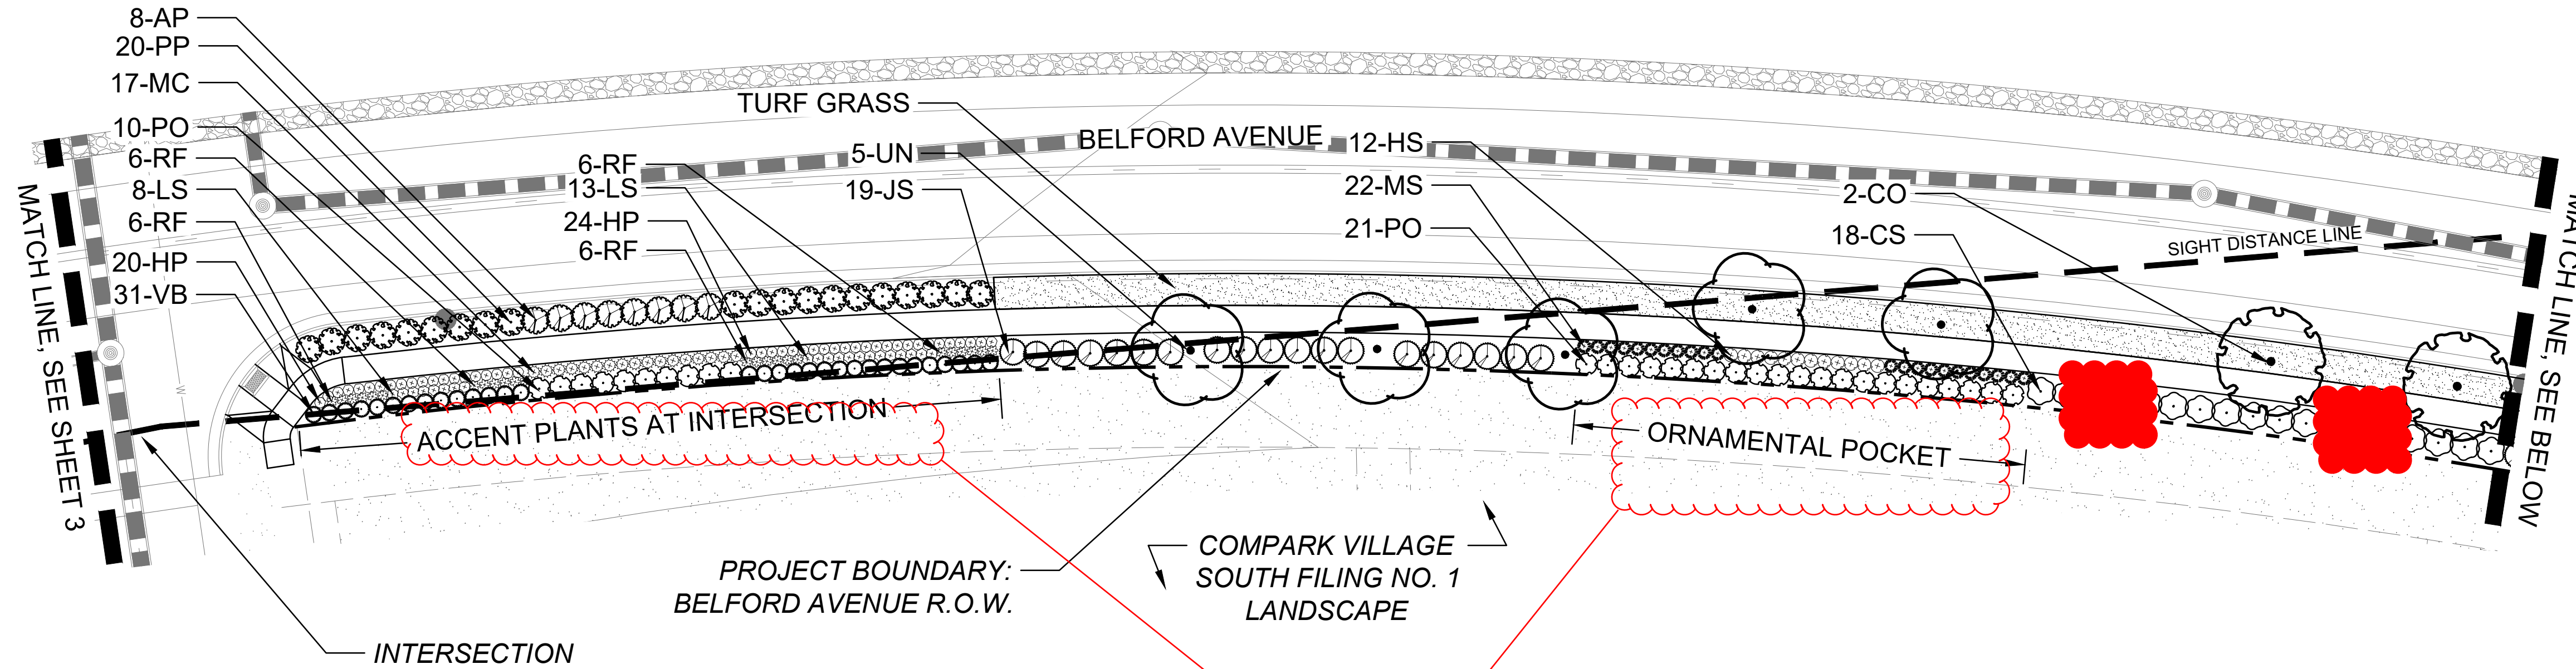 8-AP
20-PP
17-MC
10-PO
6-RF
8-LS
6-RF
20-HP
31-VB
MATCH LINE, SEE SHEET 3
6-RF
13-LS
24-HP
6-RF
TURF GRASS
5-UN
19-JS
BELFORD AVENUE
12-HS
22-MS
21-PO
2-CO
18-CS
SIGHT DISTANCE LINE
MATCH LINE, SEE BELOW
W
ACCENT PLANTS AT INTERSECTION
ORNAMENTAL POCKET
PROJECT BOUNDARY:
BELFORD AVENUE R.O.W.
COMPARK VILLAGE
SOUTH FILING NO. 1
LANDSCAPE
INTERSECTION